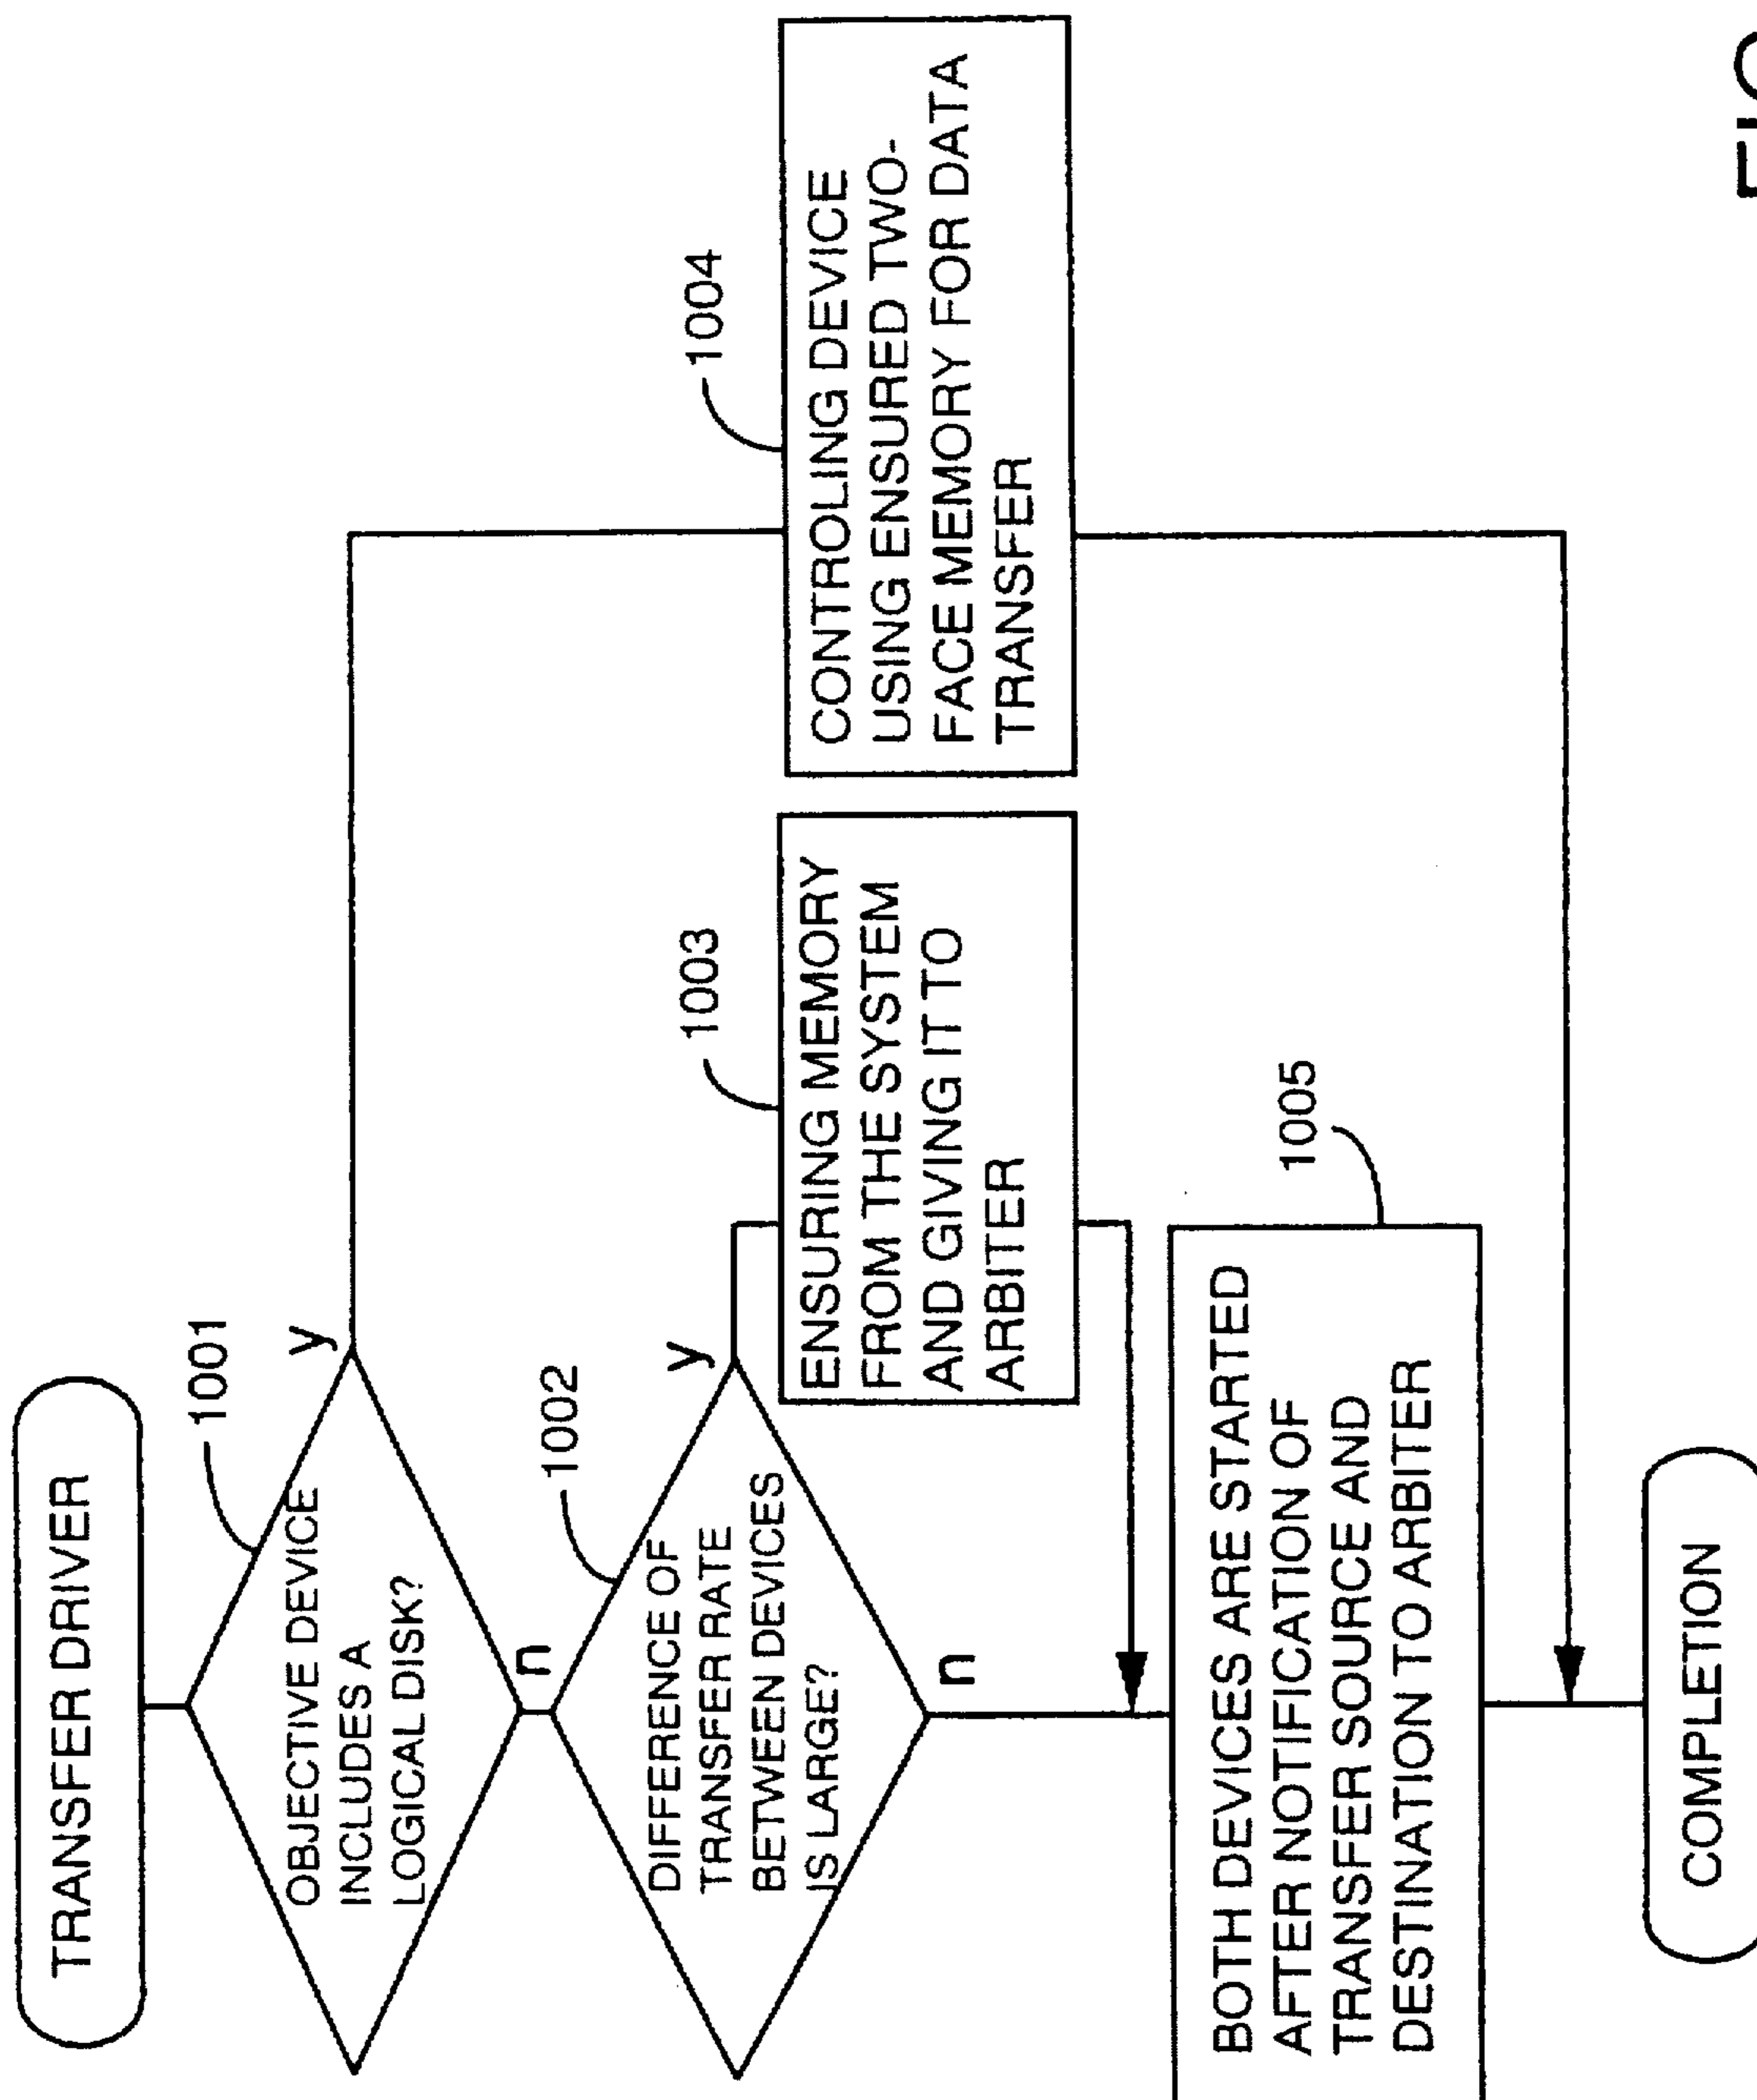 TRANSFER DRIVER
1001
OBJECTIVE DEVICE
INCLUDES A
LOGICAL DISK?
y
n
1002
DIFFERENCE OF
TRANSFER RATE
BETWEEN DEVICES
IS LARGE?
y
n
1003
ENSURING MEMORY
FROM THE SYSTEM
AND GIVING IT TO
ARBITER
1004
CONTROLING DEVICE
USING ENSURED TWO-
FACE MEMORY FOR DATA
TRANSFER
1005
BOTH DEVICES ARE STARTED
AFTER NOTIFICATION OF
TRANSFER SOURCE AND
DESTINATION TO ARBITER
COMPLETION